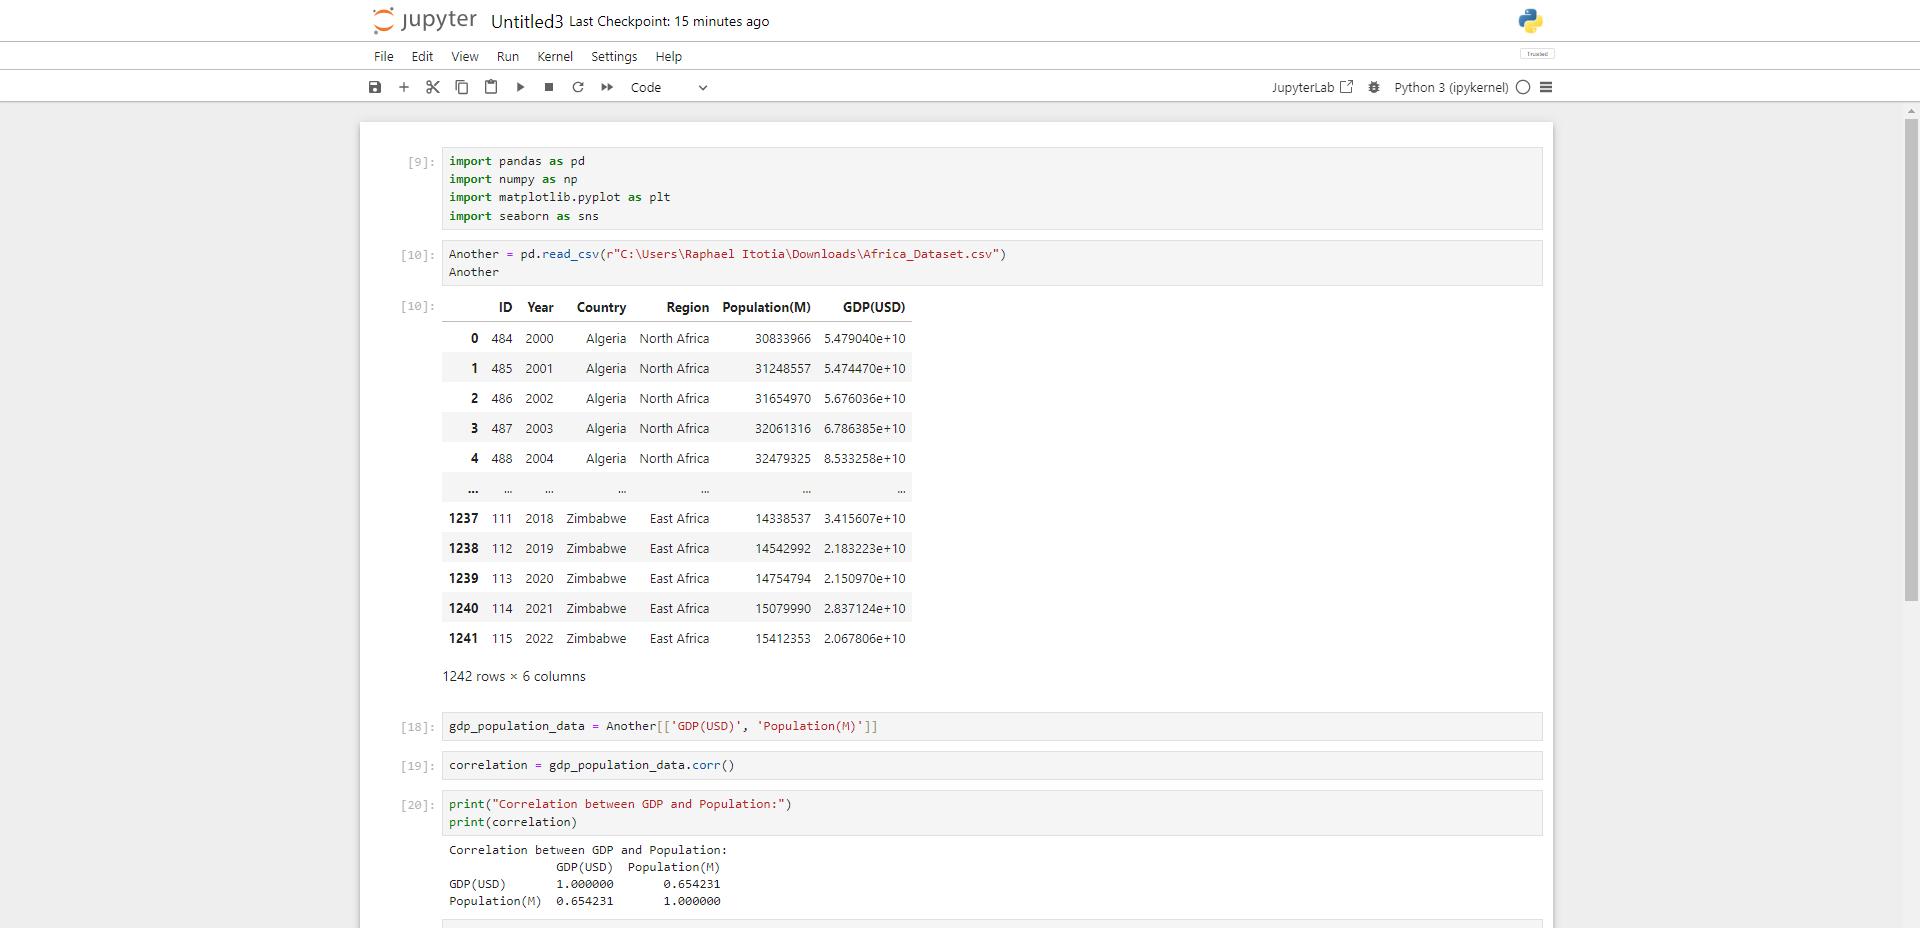 jupyter Untitled3 Last Checkpoint: 15 minutes ago
File Edit View Run Kernel Settings Help
Trusted
Code
JupyterLab Python 3 (ipykernel)
[9]: import pandas as pd
import numpy as np
import matplotlib.pyplot as plt
import seaborn as sns
[10]: Another = pd.read_csv(r"C:\Users\Raphael Itotia\Downloads\Africa_Dataset.csv")
Another
[10]: ID Year Country Region Population(M) GDP(USD)
0 484 2000 Algeria North Africa 30833966 5.479040e+10
1 485 2001 Algeria North Africa 31248557 5.474470e+10
2 486 2002 Algeria North Africa 31654970 5.676036e+10
3 487 2003 Algeria North Africa 32061316 6.786385e+10
4 488 2004 Algeria North Africa 32479325 8.533258e+10
... ... ... ... ... ... ...
1237 111 2018 Zimbabwe East Africa 14338537 3.415607e+10
1238 112 2019 Zimbabwe East Africa 14542992 2.183223e+10
1239 113 2020 Zimbabwe East Africa 14754794 2.150970e+10
1240 114 2021 Zimbabwe East Africa 15079990 2.837124e+10
1241 115 2022 Zimbabwe East Africa 15412353 2.067806e+10
1242 rows × 6 columns
[18]: gdp_population_data = Another[['GDP(USD)', 'Population(M)']]
[19]: correlation = gdp_population_data.corr()
[20]: print("Correlation between GDP and Population:")
print(correlation)
Correlation between GDP and Population:
GDP(USD) Population(M)
GDP(USD) 1.000000 0.654231
Population(M) 0.654231 1.000000